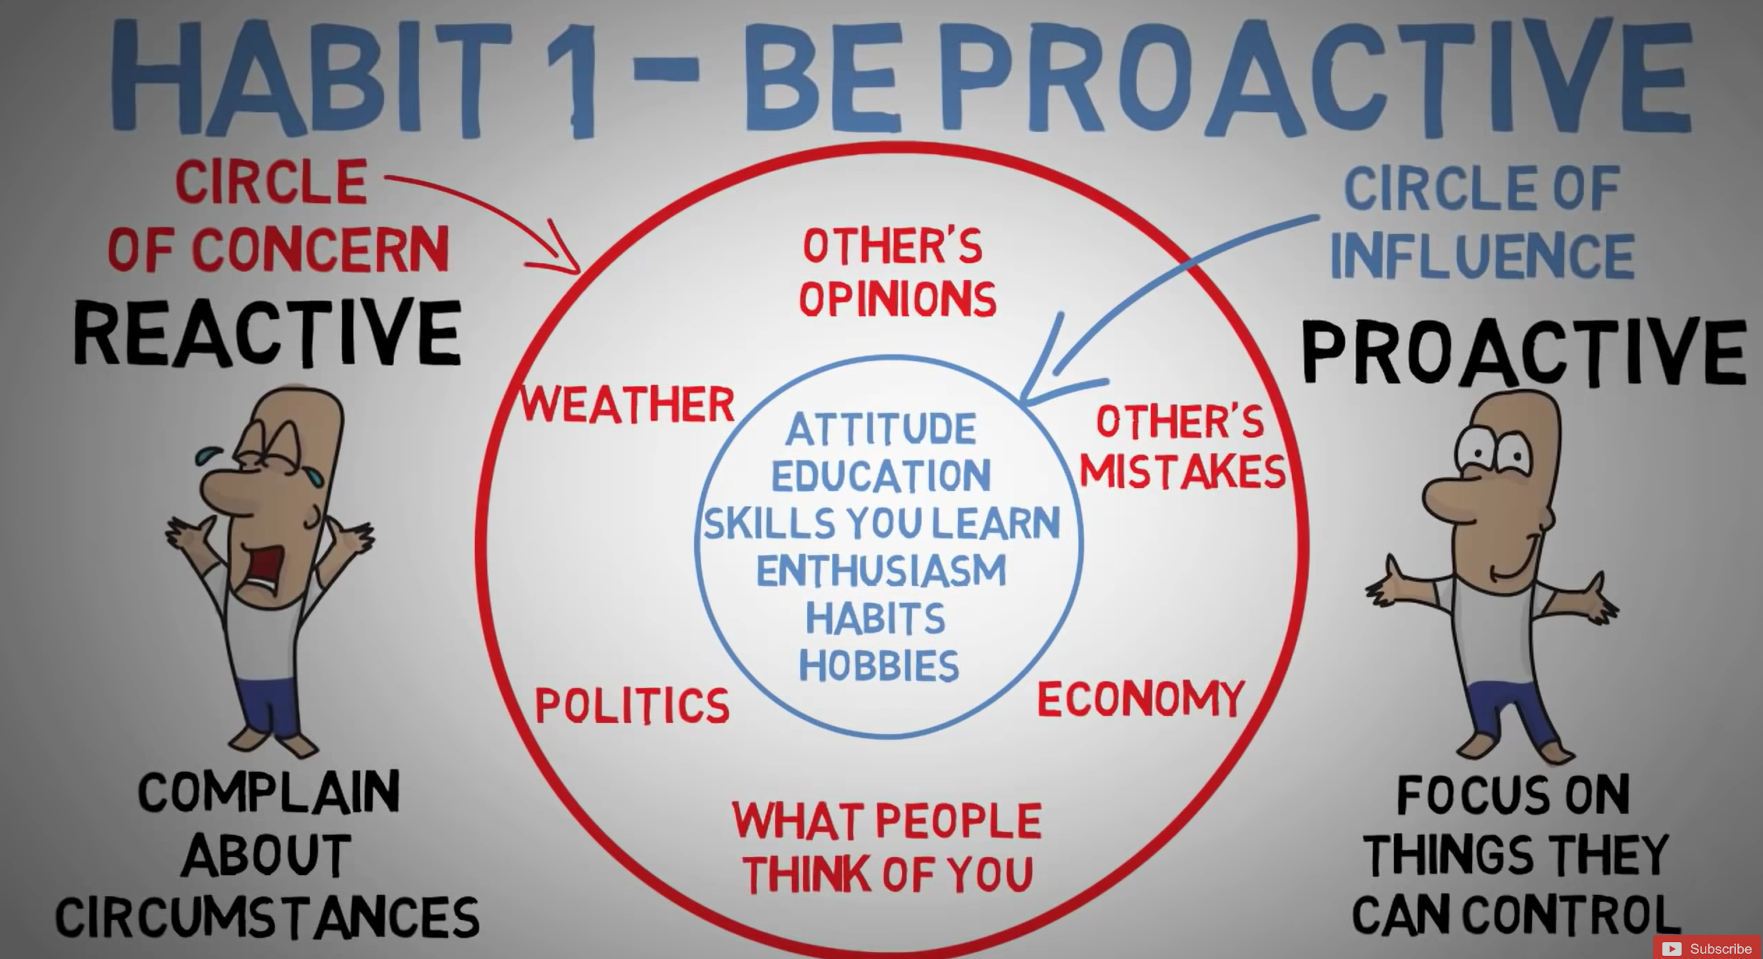 HABIT 1 - BE PROACTIVE
CIRCLE
OF CONCERN
REACTIVE
COMPLAIN
ABOUT
CIRCUMSTANCES
OTHER'S
OPINIONS
WEATHER
OTHER'S
MISTAKES
ATTITUDE
EDUCATION
SKILLS YOU LEARN
ENTHUSIASM
HABITS
HOBBIES
POLITICS
ECONOMY
WHAT PEOPLE
THINK OF YOU
CIRCLE OF
INFLUENCE
PROACTIVE
FOCUS ON
THINGS THEY
CAN CONTROL
Subscribe